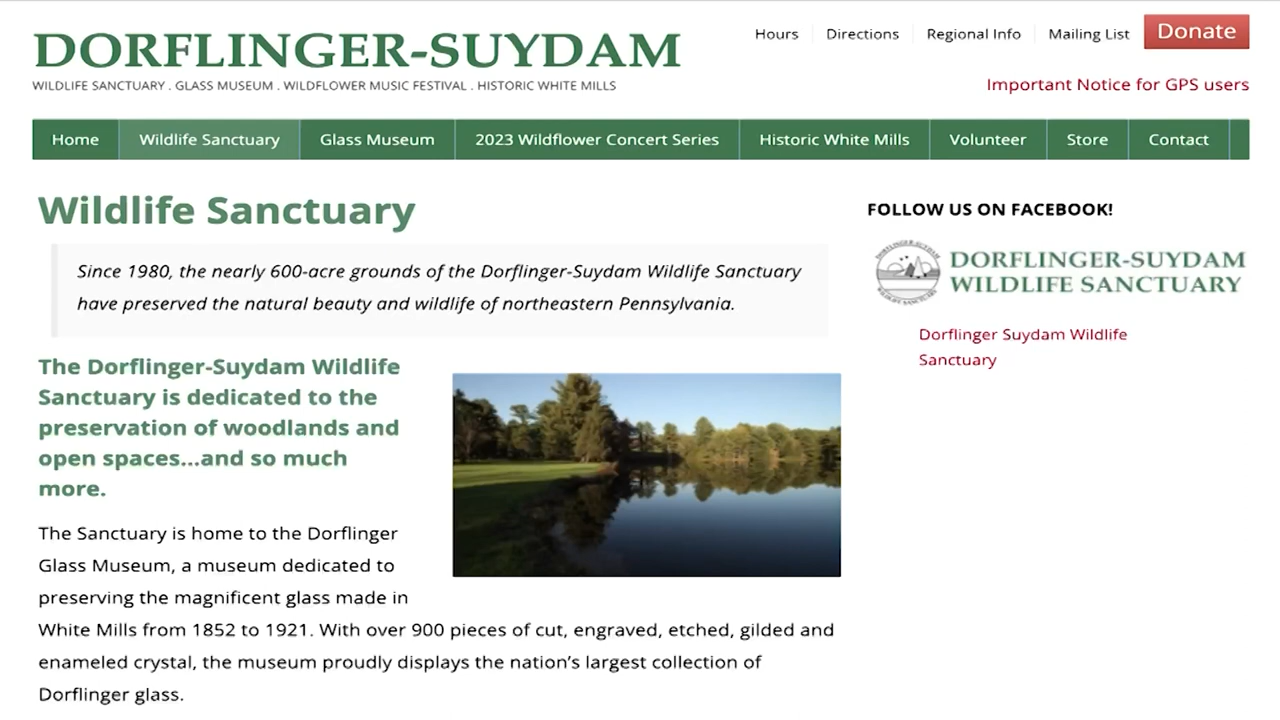 DORFLINGER-SUYDAM
WILDLIFE SANCTUARY . GLASS MUSEUM . WILDFLOWER MUSIC FESTIVAL . HISTORIC WHITE MILLS
Hours
Directions
Regional Info
Mailing List
Donate
Important Notice for GPS users
Home
Wildlife Sanctuary
Glass Museum
2023 Wildflower Concert Series
Historic White Mills
Volunteer
Store
Contact
Wildlife Sanctuary
Since 1980, the nearly 600-acre grounds of the Dorflinger-Suydam Wildlife Sanctuary
have preserved the natural beauty and wildlife of northeastern Pennsylvania.
The Dorflinger-Suydam Wildlife
Sanctuary is dedicated to the
preservation of woodlands and
open spaces...and so much
more.
The Sanctuary is home to the Dorflinger
Glass Museum, a museum dedicated to
preserving the magnificent glass made in
White Mills from 1852 to 1921. With over 900 pieces of cut, engraved, etched, gilded and
enameled crystal, the museum proudly displays the nation’s largest collection of
Dorflinger glass.
FOLLOW US ON FACEBOOK!
DORFLINGER-SUYDAM
WILDLIFE SANCTUARY
Dorflinger Suydam Wildlife
Sanctuary